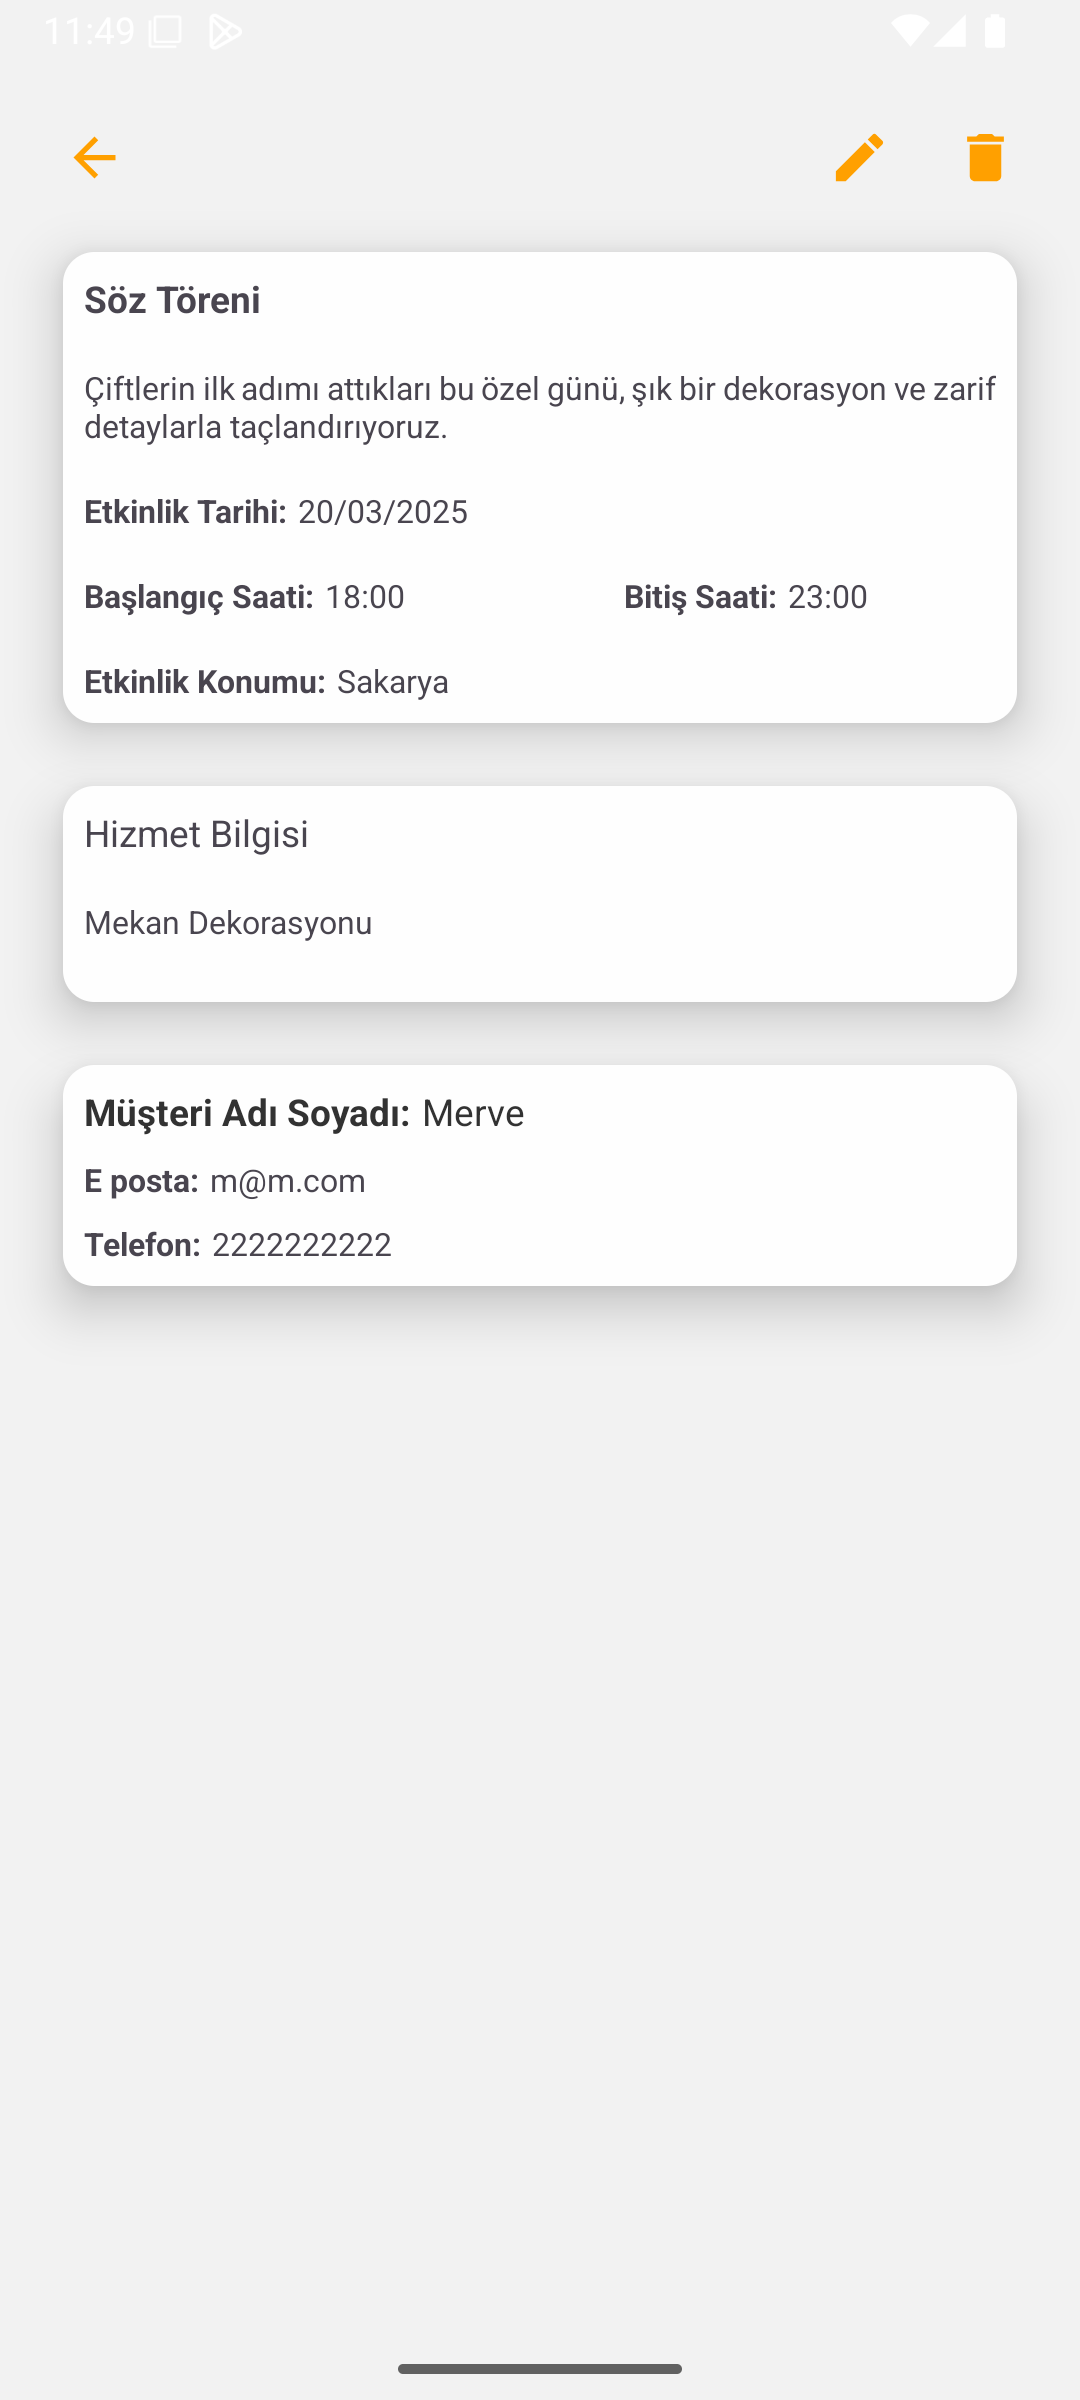 11:49
Söz Töreni
Çiftlerin ilk adımı attıkları bu özel günü, şık bir dekorasyon ve zarif
detaylarla taçlandırıyoruz.
Etkinlik Tarihi: 20/03/2025
Başlangıç Saati: 18:00 Bitiş Saati: 23:00
Etkinlik Konumu: Sakarya
Hizmet Bilgisi
Mekan Dekorasyonu
Müşteri Adı Soyadı: Merve
E posta: m@m.com
Telefon: 2222222222